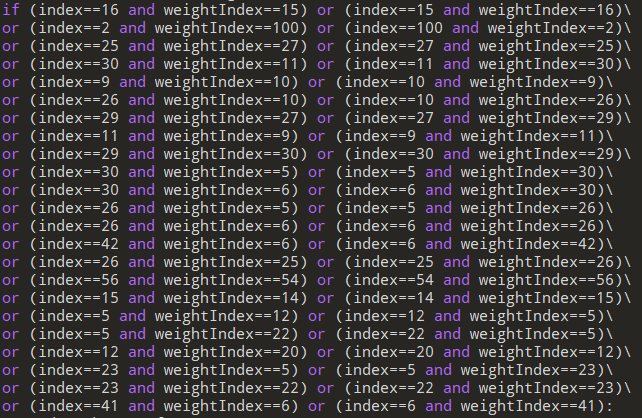 if (index==16 and weightIndex==15) or (index==15 and weightIndex==16)\
or (index==2 and weightIndex==100) or (index==100 and weightIndex==2)\
or (index==25 and weightIndex==27) or (index==27 and weightIndex==25)\
or (index==30 and weightIndex==11) or (index==11 and weightIndex==30)\
or (index==9 and weightIndex==10) or (index==10 and weightIndex==9)\
or (index==26 and weightIndex==10) or (index==10 and weightIndex==26)\
or (index==29 and weightIndex==27) or (index==27 and weightIndex==29)\
or (index==11 and weightIndex==9) or (index==9 and weightIndex==11)\
or (index==29 and weightIndex==30) or (index==30 and weightIndex==29)\
or (index==30 and weightIndex==5) or (index==5 and weightIndex==30)\
or (index==30 and weightIndex==6) or (index==6 and weightIndex==30)\
or (index==26 and weightIndex==5) or (index==5 and weightIndex==26)\
or (index==26 and weightIndex==6) or (index==6 and weightIndex==26)\
or (index==42 and weightIndex==6) or (index==6 and weightIndex==42)\
or (index==26 and weightIndex==25) or (index==25 and weightIndex==26)\
or (index==56 and weightIndex==54) or (index==54 and weightIndex==56)\
or (index==15 and weightIndex==14) or (index==14 and weightIndex==15)\
or (index==5 and weightIndex==12) or (index==12 and weightIndex==5)\
or (index==5 and weightIndex==22) or (index==22 and weightIndex==5)\
or (index==12 and weightIndex==20) or (index==20 and weightIndex==12)\
or (index==23 and weightIndex==5) or (index==5 and weightIndex==23)\
or (index==23 and weightIndex==22) or (index==22 and weightIndex==23)\
or (index==41 and weightIndex==6) or (index==6 and weightIndex==41):